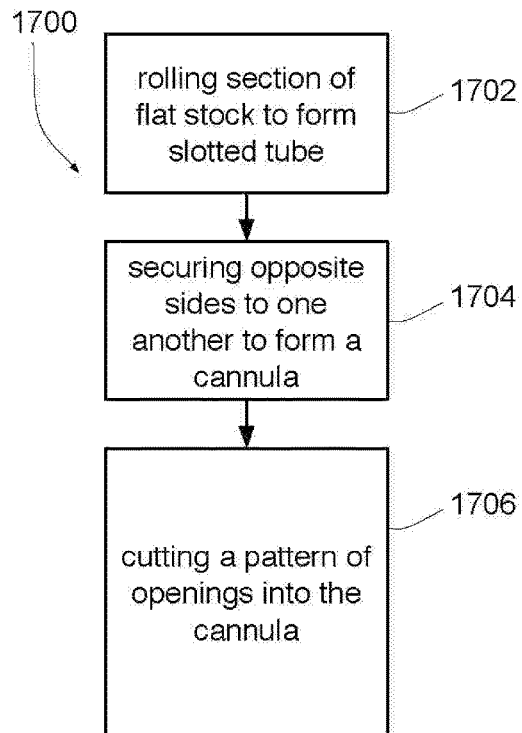 1700
rolling section of
flat stock to form
slotted tube
1702
securing opposite
sides to one
another to form a
cannula
1704
cutting a pattern of
openings into the
cannula
1706